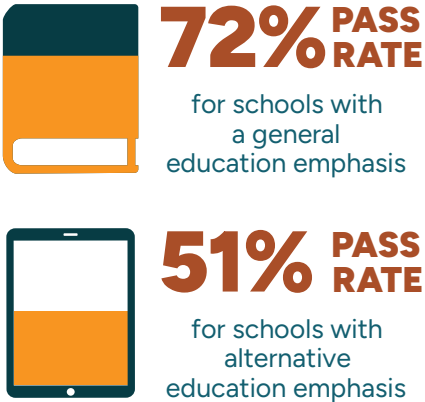 72% PASS RATE
for schools with
a general
education emphasis
51% PASS RATE
for schools with
alternative
education emphasis